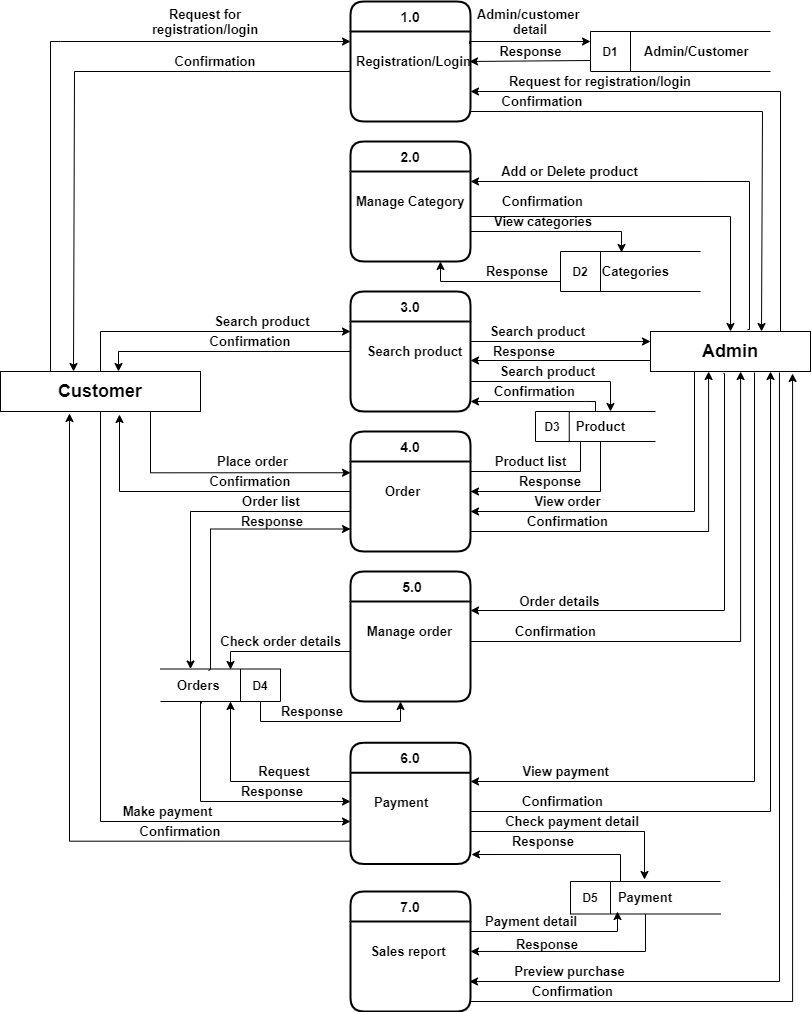 Request for
registration/login
1.0
Admin/customer
detail
D1
Admin/Customer
Response
Confirmation
Registration/Login
Request for registration/login
Confirmation
2.0
Add or Delete product
Manage Category
Confirmation
View categories
D2
Categories
Response
3.0
Search product
Search product
Confirmation
Search product
Response
Admin
Search product
Customer
Confirmation
D3
Product
4.0
Place order
Product list
Confirmation
Order
Response
Order list
View order
Response
Confirmation
5.0
Order details
Manage order
Confirmation
Check order details
Orders
D4
Response
6.0
Request
View payment
Response
Payment
Confirmation
Make payment
Check payment detail
Confirmation
Response
D5
Payment
7.0
Payment detail
Sales report
Response
Preview purchase
Confirmation